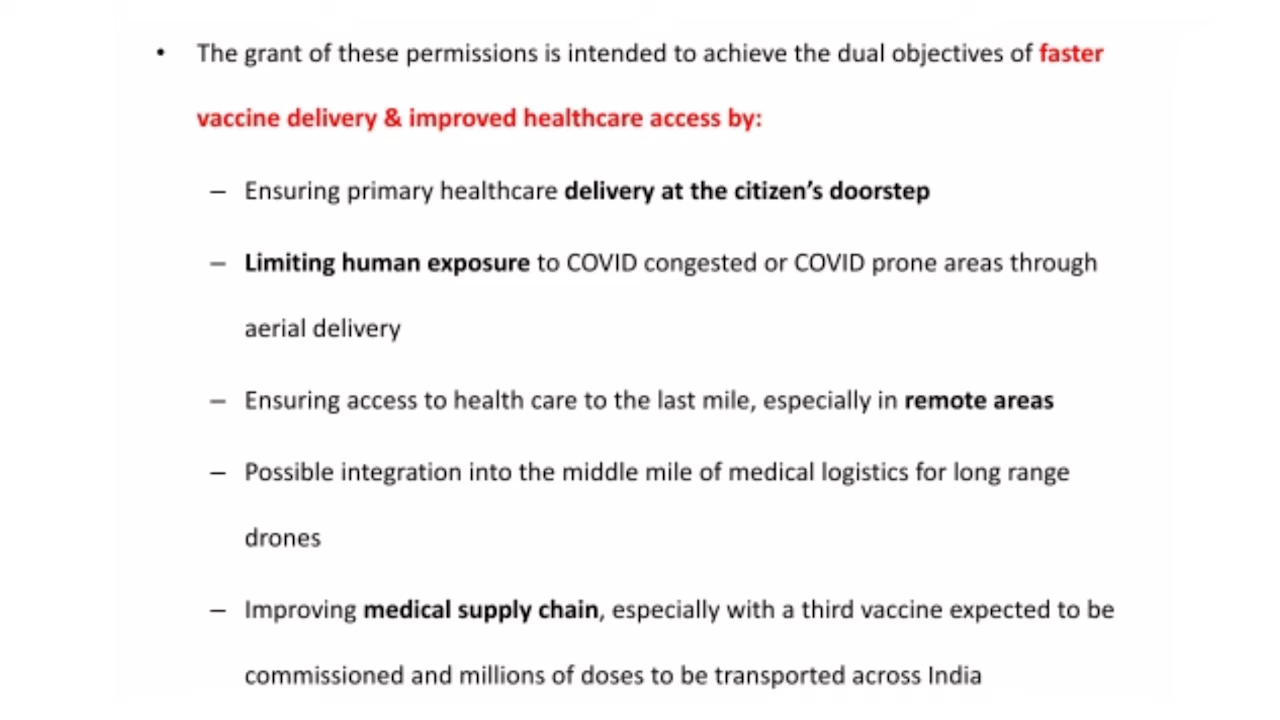 • The grant of these permissions is intended to achieve the dual objectives of faster
vaccine delivery & improved healthcare access by:
– Ensuring primary healthcare delivery at the citizen's doorstep
– Limiting human exposure to COVID congested or COVID prone areas through
aerial delivery
– Ensuring access to health care to the last mile, especially in remote areas
– Possible integration into the middle mile of medical logistics for long range
drones
– Improving medical supply chain, especially with a third vaccine expected to be
commissioned and millions of doses to be transported across India